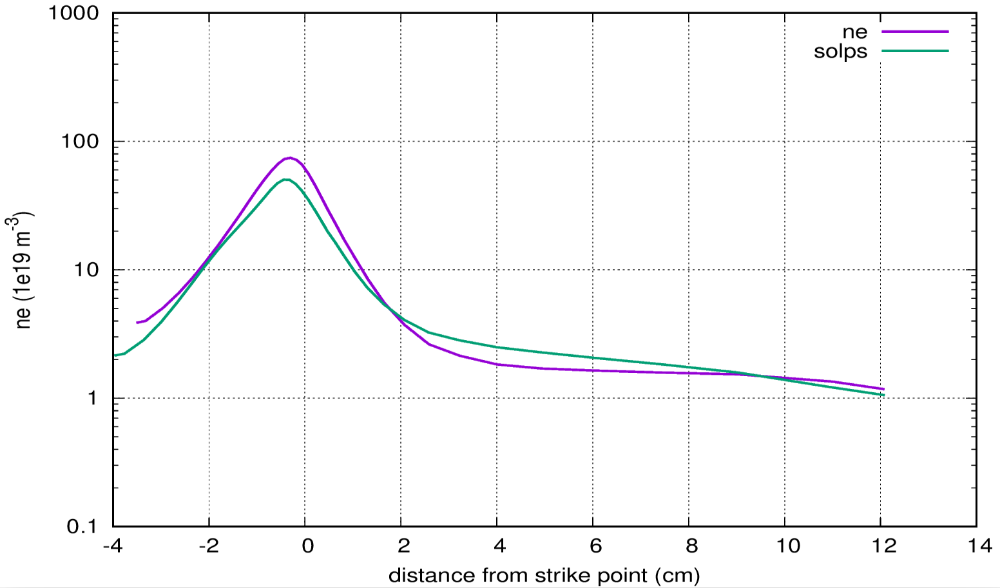 1000
100
10
1
0.1
ne (1e19 m-3)
ne
solps
-4 -2 0 2 4 6 8 10 12 14
distance from strike point (cm)